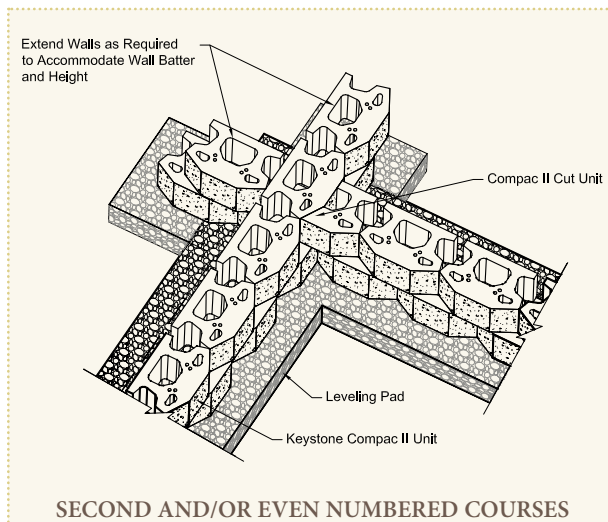 Extend Walls as Required
to Accommodate Wall Batter
and Height
Compac II Cut Unit
Leveling Pad
Keystone Compac II Unit
SECOND AND/OR EVEN NUMBERED COURSES